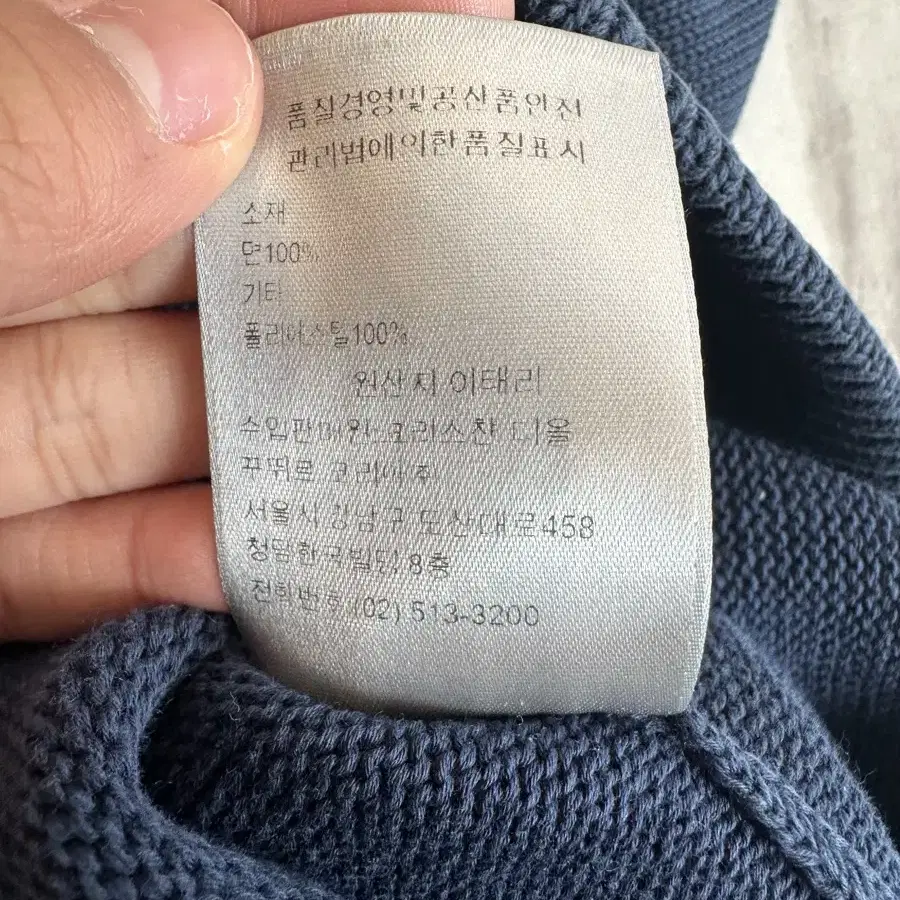 품질경영및공산품안전
관리법에의한품질표시
소재
면100%
기타
폴리에스텔100%
원산지 이태리
수입판매원 크리스찬 디올
꾸뛰르 코리아㈜
서울시 강남구 도산대로458
청담한국빌딩 8층
전화번호 (02) 513-3200